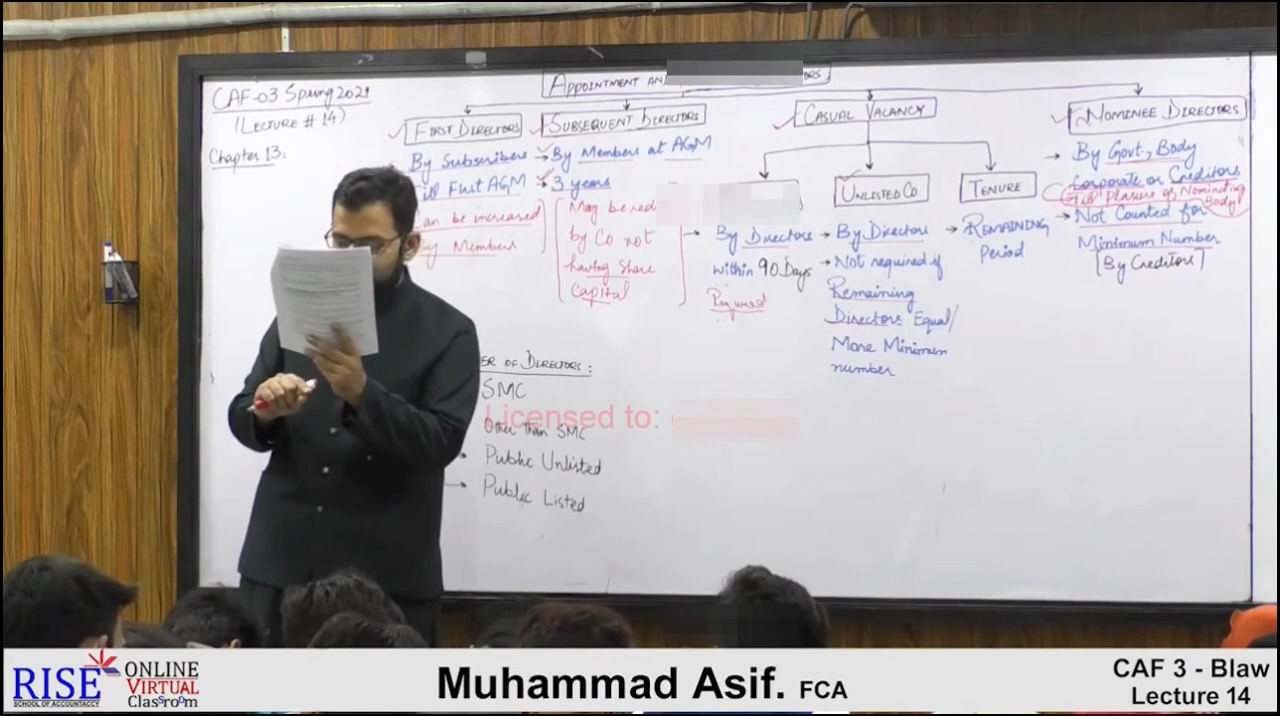 CAF-03 Spring 2021
(LECTURE # 14)
Chapter 13:
APPOINTMENT AN
FIRST DIRECTORS
By Subscribers
First AGM
an be increased
By Members
SUBSEQUENT DIRECTORS
By Members at AGM
3 years
May be red
by Co not
having share
capital
CASUAL VACANCY
By Directors
within 90 Days
Required
UNLISTED CO
By Directors
Not required if
Remaining
Directors Equal/
More Minimum
number
TENURE
REMAINING
Period
NOMINEE DIRECTORS
By Govt, Body
Corporate or Creditors
Till Pleasure of Nominating
Body
Not Counted for
Minimum Number
(By Creditors)
ER OF DIRECTORS:
SMC
Licensed to:
Other than SMC
Public Unlisted
Public Listed
RISE
SCHOOL OF ACCOUNTANCY
ONLINE
VIRTUAL
Classroom
Muhammad Asif. FCA
CAF 3 - Blaw
Lecture 14